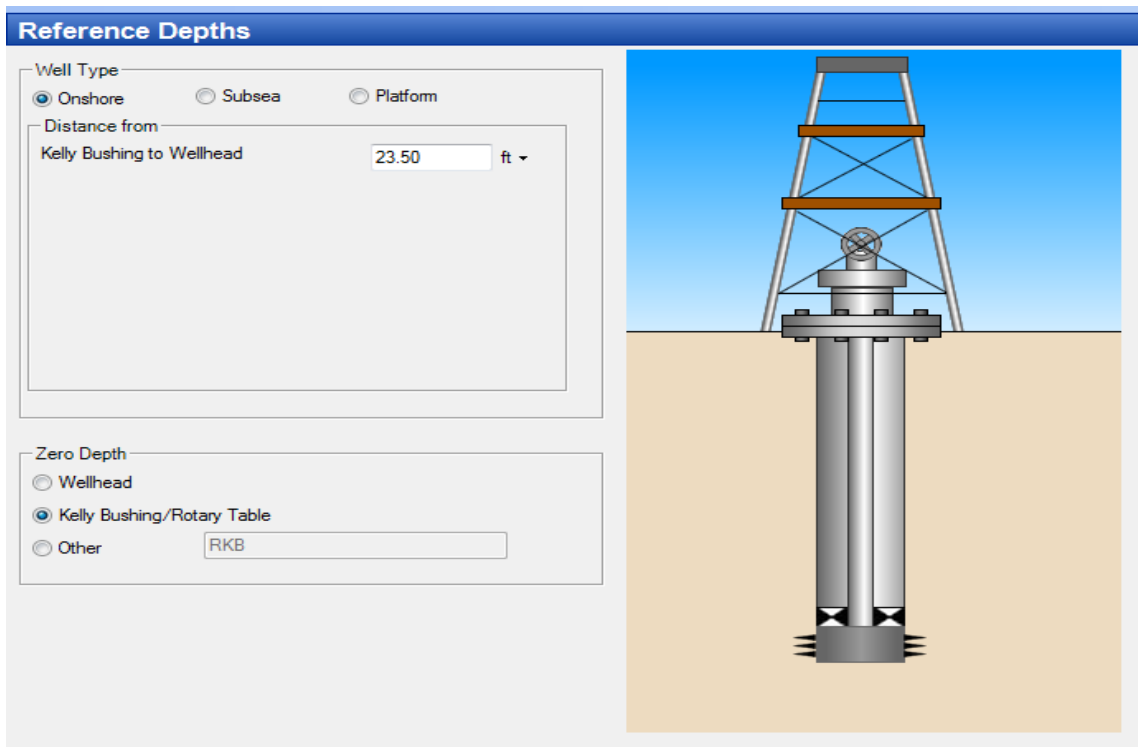 Reference Depths
Well Type
Onshore Subsea Platform
Distance from
Kelly Bushing to Wellhead 23.50 ft
Zero Depth
Wellhead
Kelly Bushing/Rotary Table
Other RKB